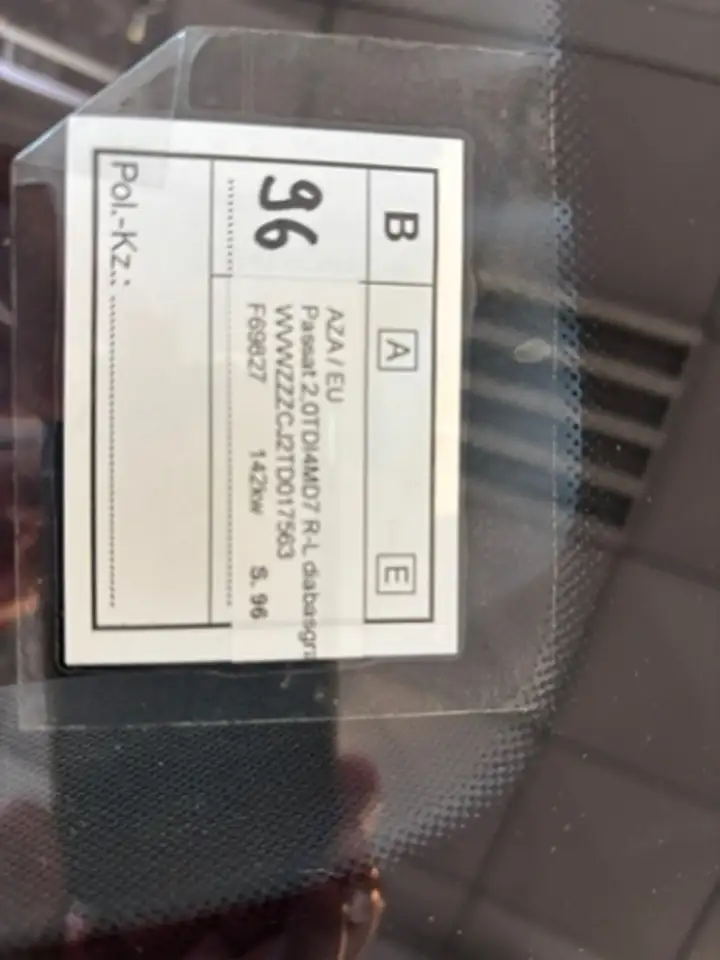 B A E
96
AZA / EU
Passat 2.0TDI4MD7 R-L diabasgr
WVWZZZCJ2TD017563
F69827 142kw S. 96
Pol.-Kz.: